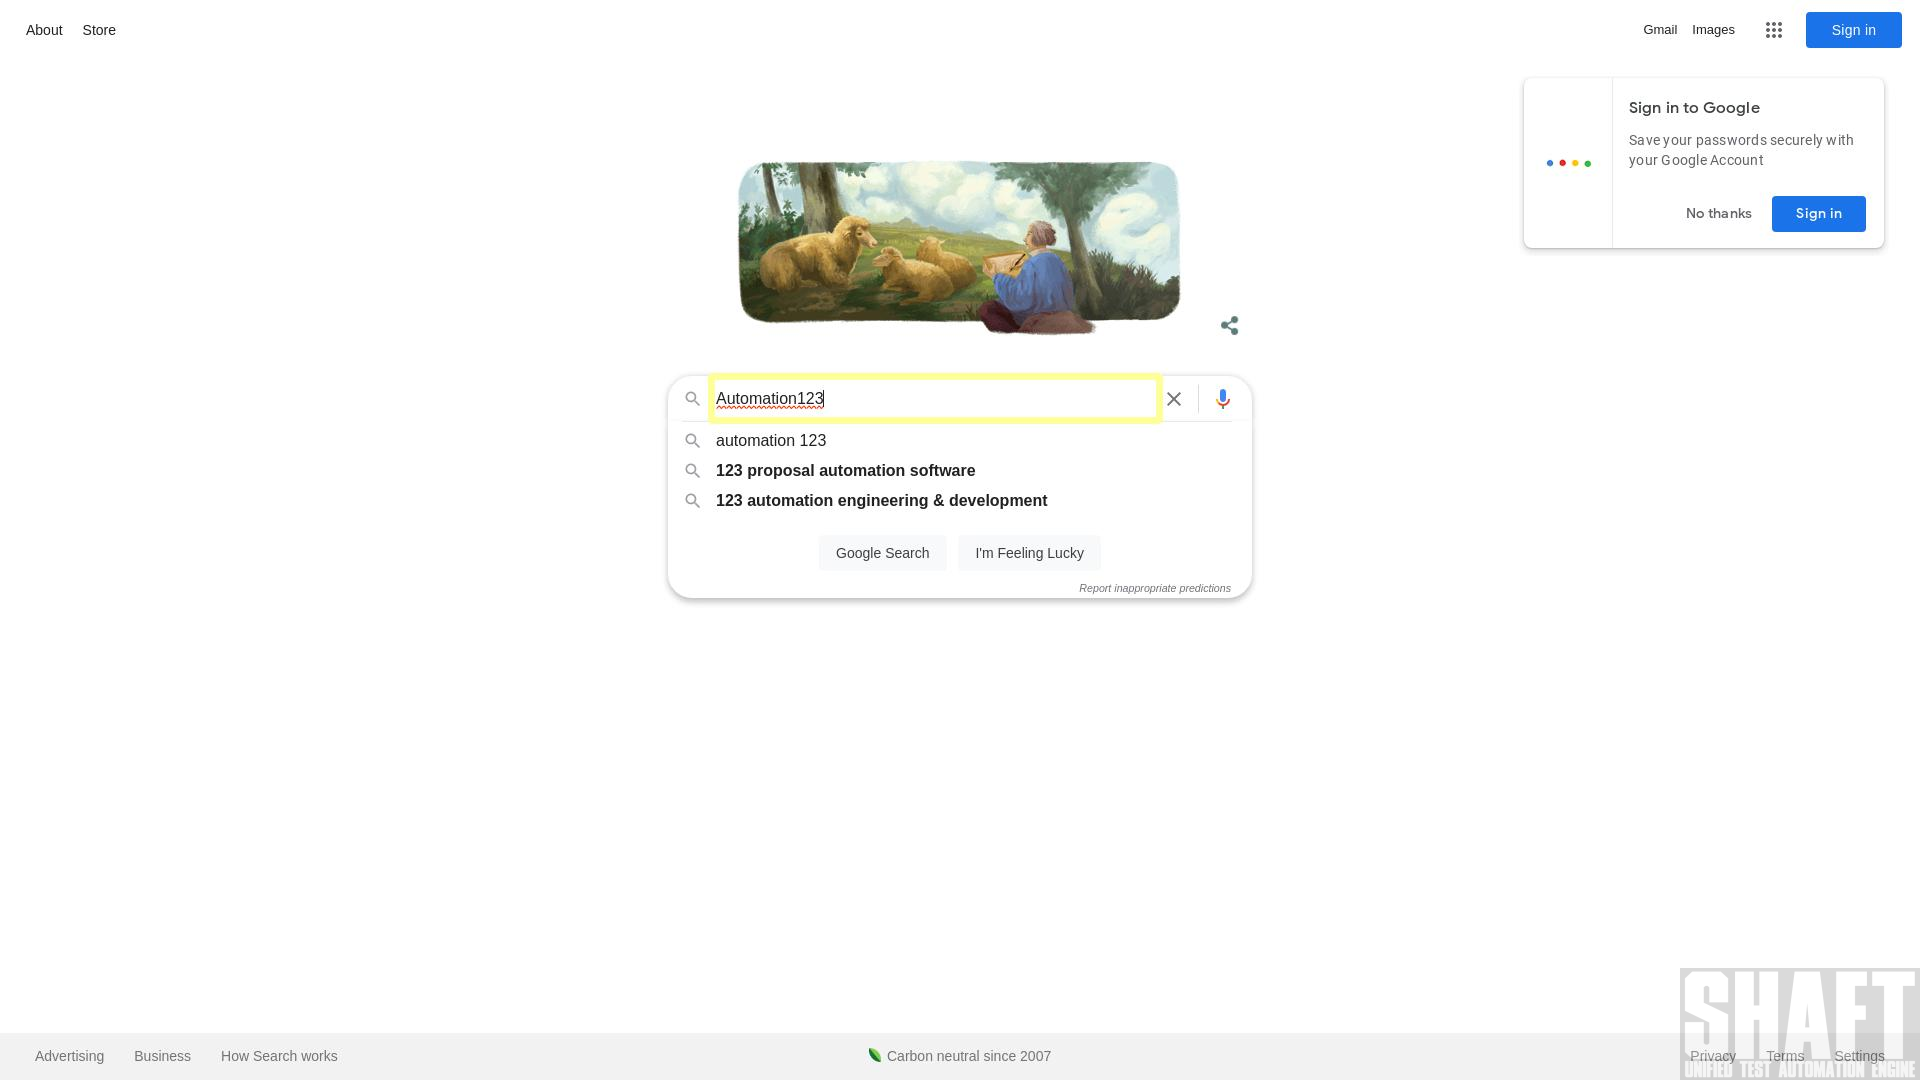 About Store
Gmail Images Sign in
Sign in to Google
Save your passwords securely with
your Google Account
No thanks Sign in
Automation123
automation 123
123 proposal automation software
123 automation engineering & development
Google Search I'm Feeling Lucky
Report inappropriate predictions
SHAFT
Advertising Business How Search works Carbon neutral since 2007 Privacy Terms Settings
UNIFIED TEST AUTOMATION ENGINE